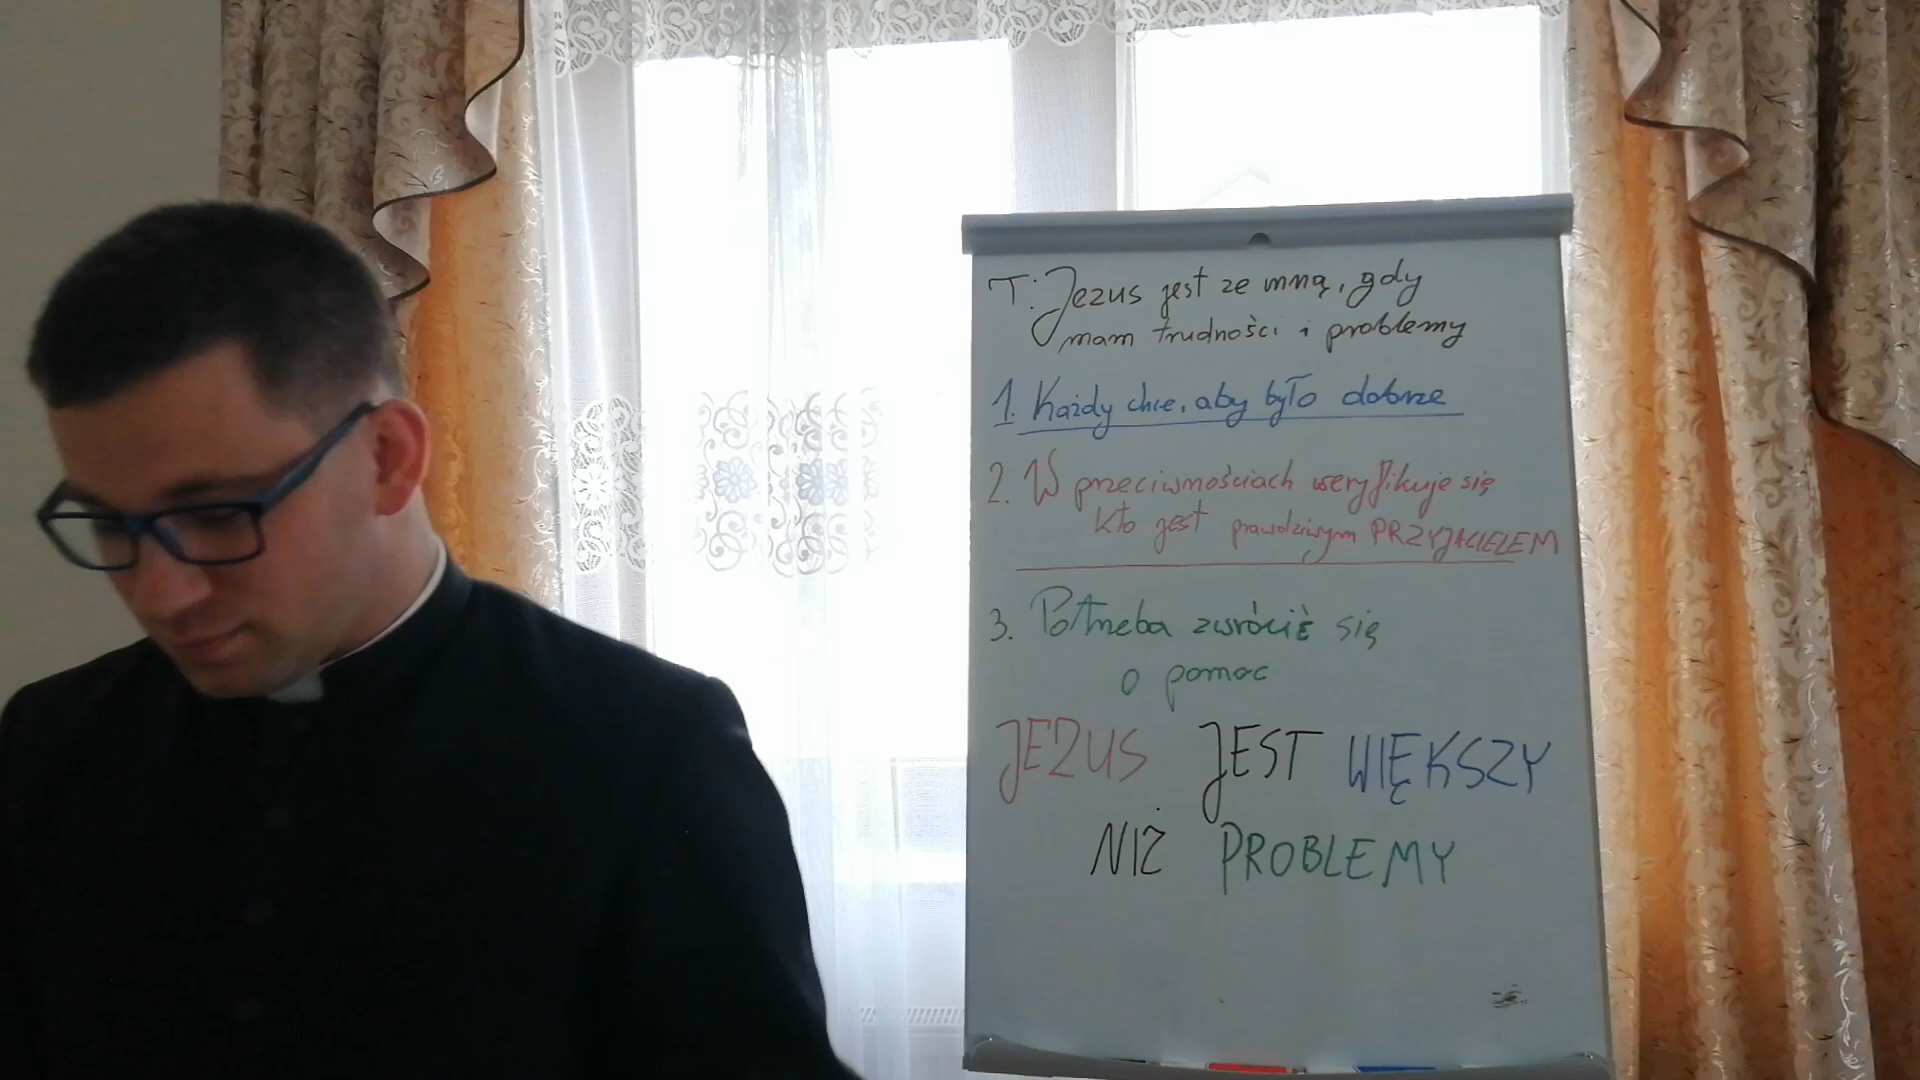 T: Jezus jest ze mną, gdy
mam trudności i problemy
1. Każdy chce, aby było dobrze
2. W przeciwnościach weryfikuje się
kto jest prawdziwym PRZYJACIELEM
3. Potrzeba zwrócić się
o pomoc
JEZUS JEST WIĘKSZY
NIŻ PROBLEMY